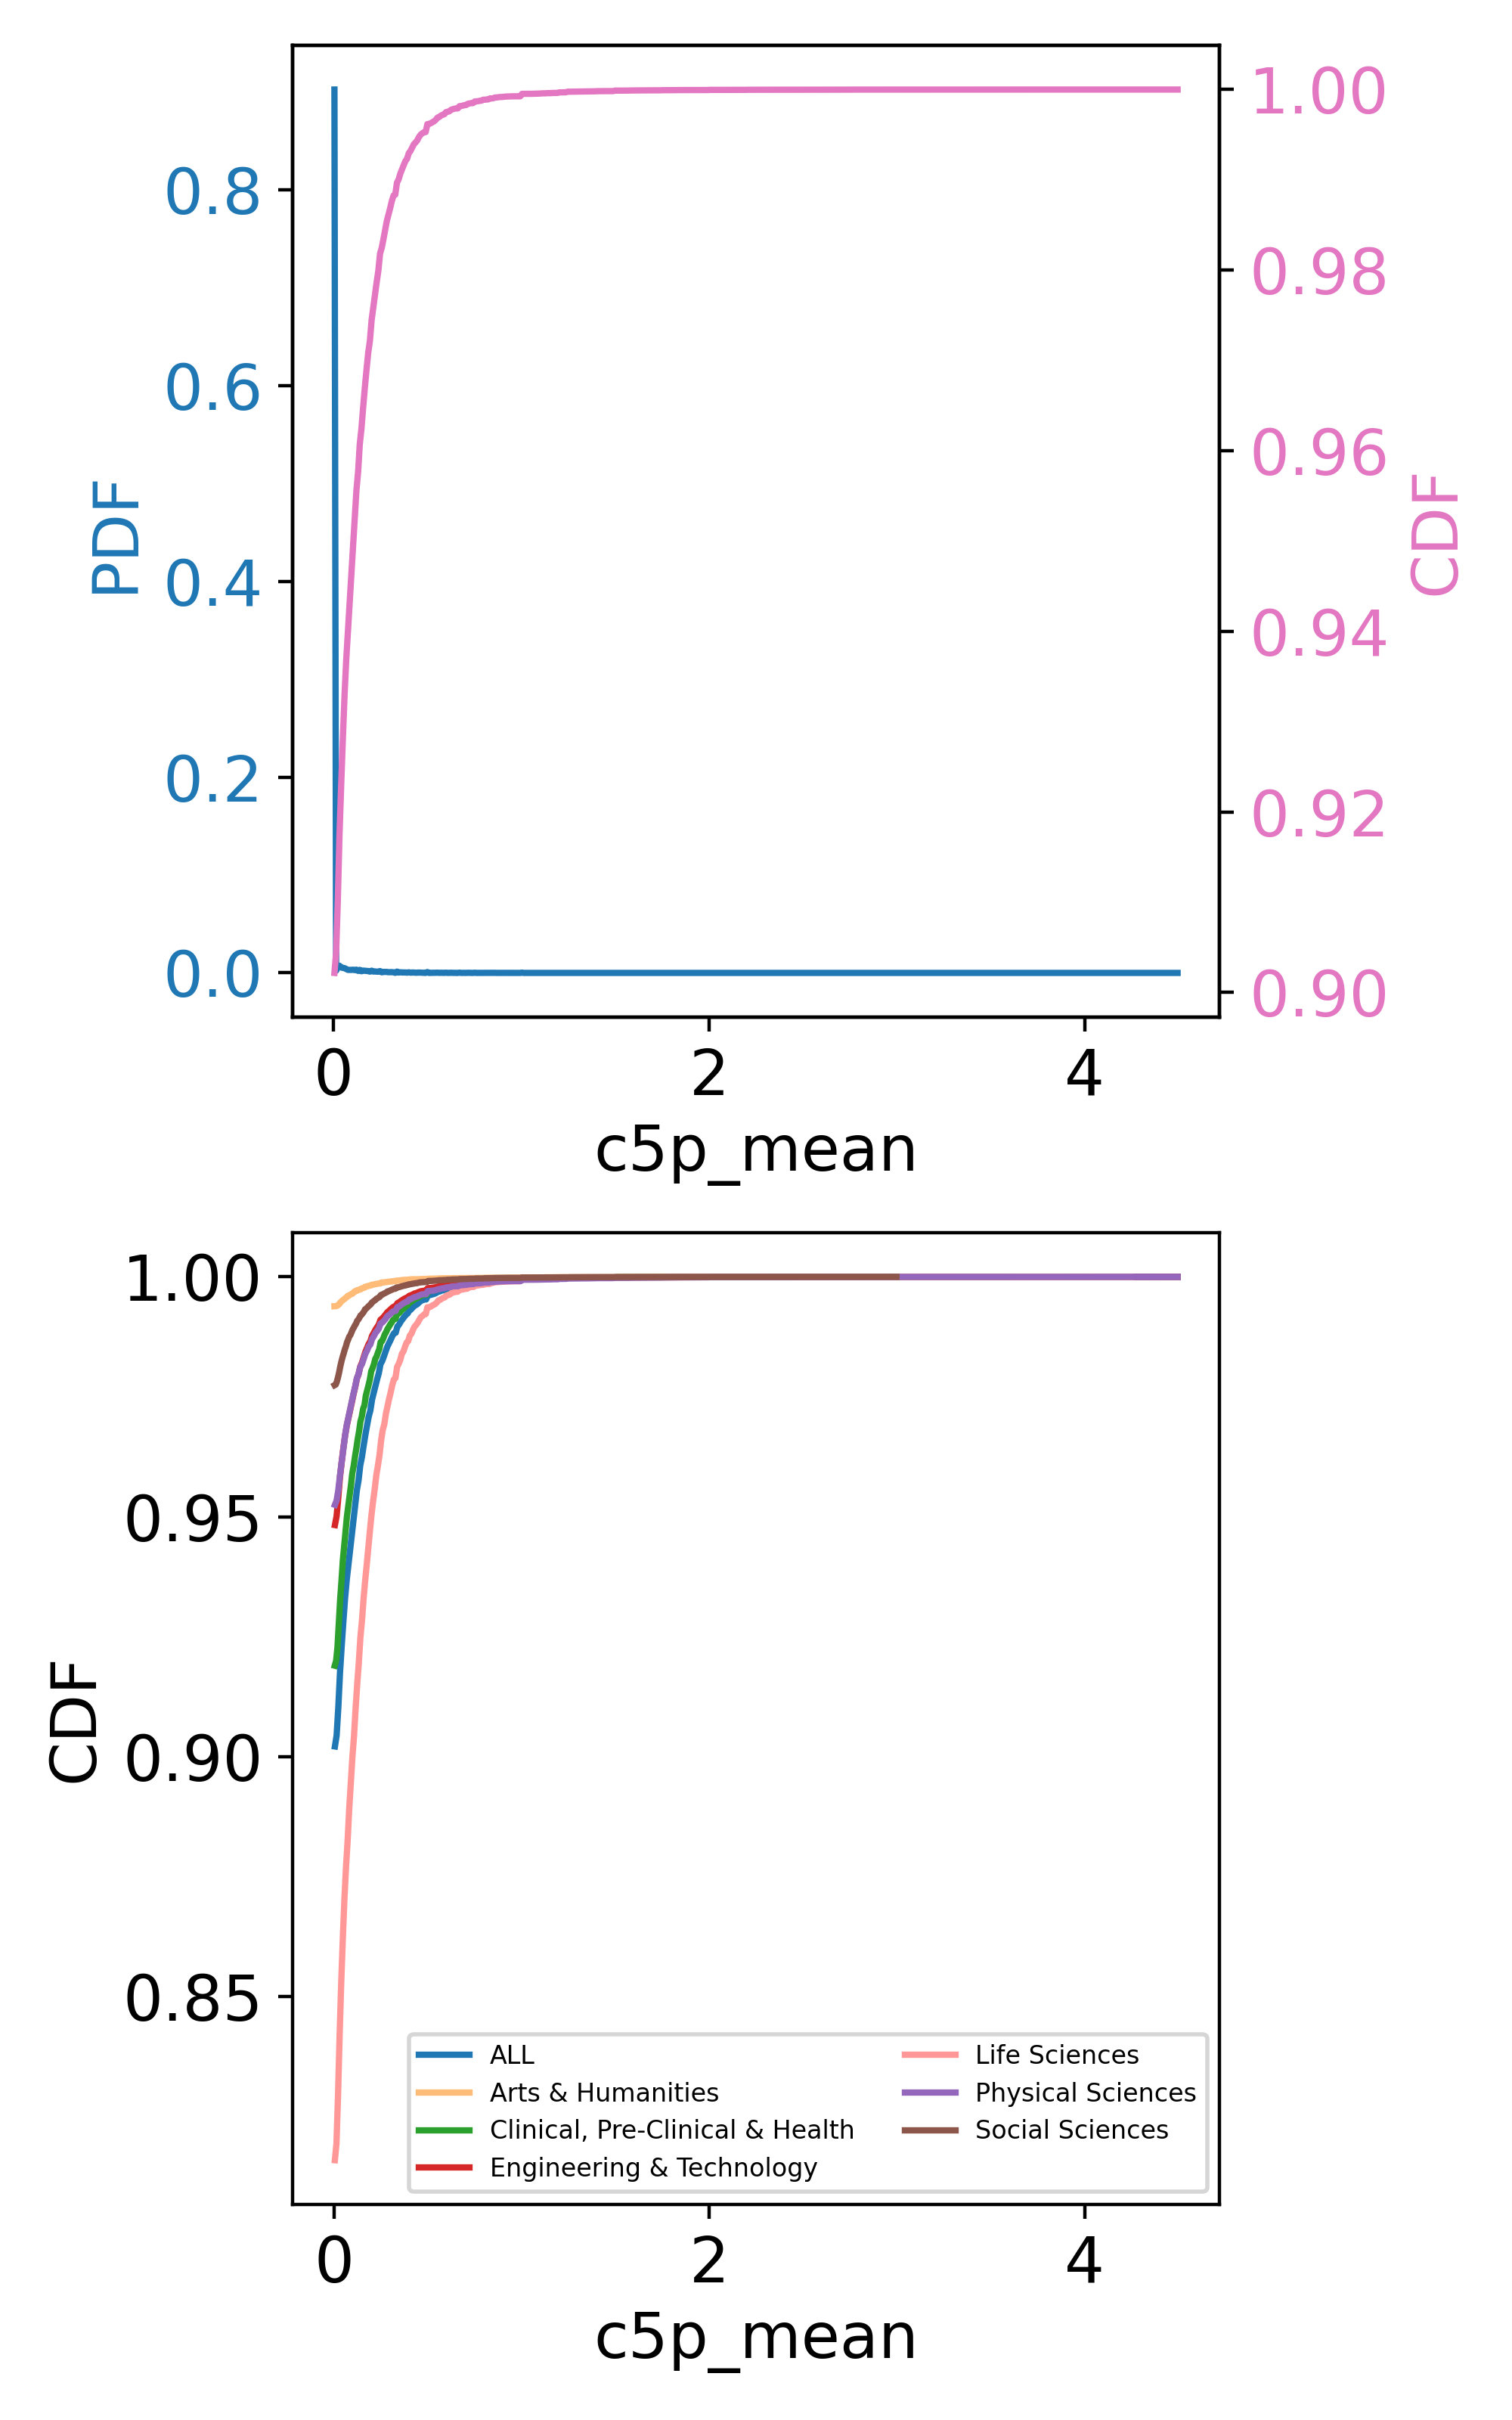 PDF
0.8
0.6
0.4
0.2
0.0
1.00
0.98
0.96
0.94
0.92
0.90
CDF
0 2 4
c5p_mean
CDF
1.00
0.95
0.90
0.85
ALL
Arts & Humanities
Clinical, Pre-Clinical & Health
Engineering & Technology
Life Sciences
Physical Sciences
Social Sciences
0 2 4
c5p_mean